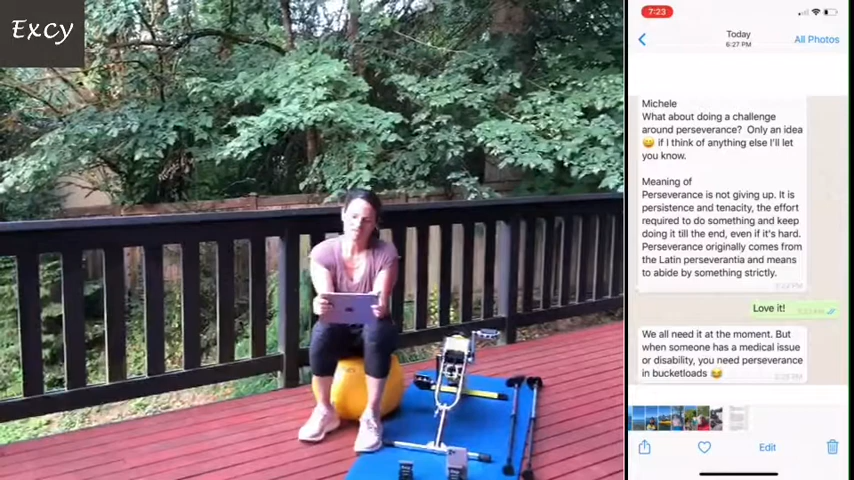 Excy
7:23
Today
6:27 PM
All Photos
Michele
What about doing a challenge
around perseverance? Only an idea
😄 if I think of anything else I'll let
you know.
Meaning of
Perseverance is not giving up. It is
persistence and tenacity, the effort
required to do something and keep
doing it till the end, even if it's hard.
Perseverance originally comes from
the Latin perseverantia and means
to abide by something strictly.
Love it!
We all need it at the moment. But
when someone has a medical issue
or disability, you need perseverance
in bucketloads 😂
Edit